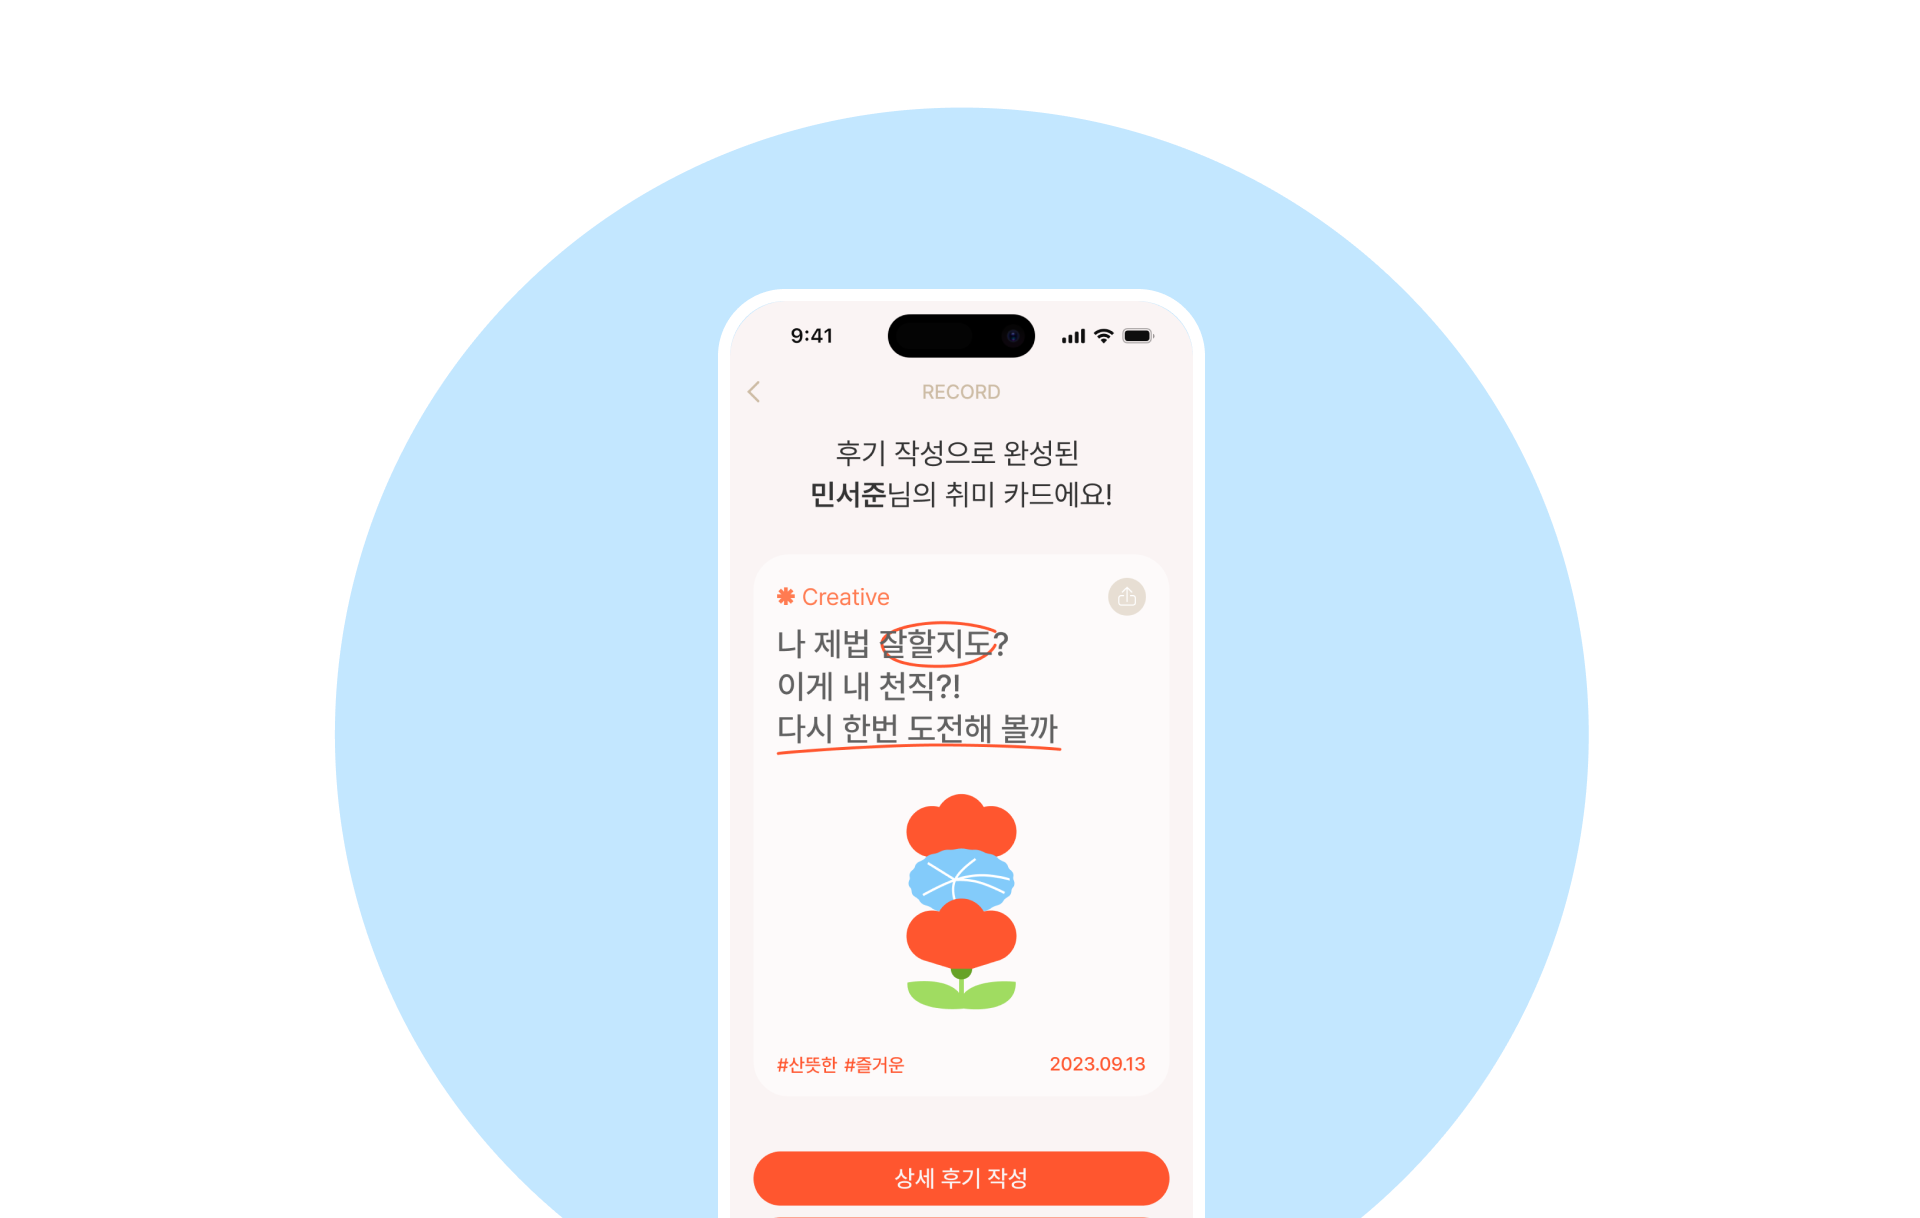 9:41
RECORD
후기 작성으로 완성된
민서준님의 취미 카드에요!
Creative
나 제법 잘할지도?
이게 내 천직?!
다시 한번 도전해 볼까
#산뜻한 #즐거운
2023.09.13
상세 후기 작성